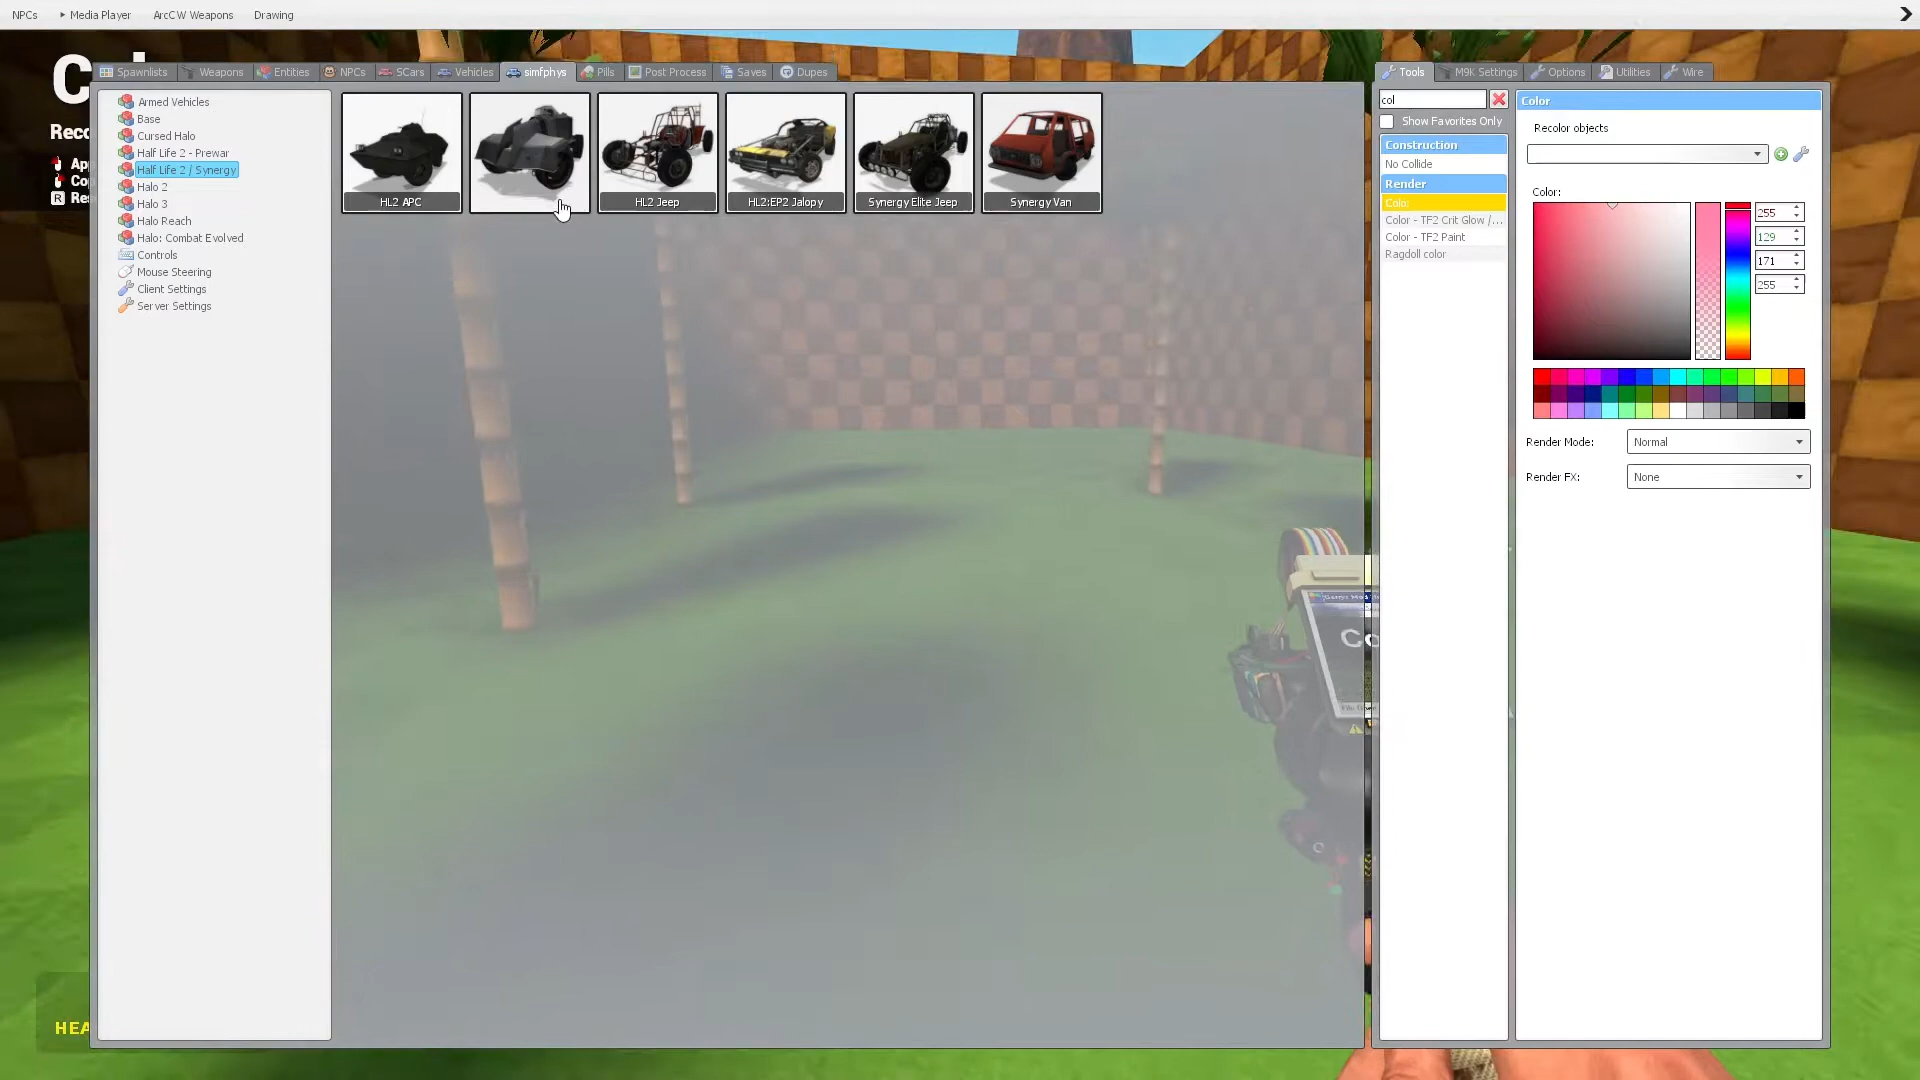 NPCs
Media Player
ArcCW Weapons
Drawing
Spawnlists
Weapons
Entities
NPCs
SCars
Vehicles
simfphys
Pills
Post Process
Saves
Dupes
Armed Vehicles
Base
Cursed Halo
Half Life 2 - Prewar
Half Life 2 / Synergy
Halo 2
Halo 3
Halo Reach
Halo: Combat Evolved
Controls
Mouse Steering
Client Settings
Server Settings
HL2 APC
HL2 Jeep
HL2:EP2 Jalopy
Synergy Elite Jeep
Synergy Van
Tools
M9K Settings
Options
Utilities
Wire
col
Show Favorites Only
Construction
No Collide
Render
Color
Color - TF2 Crit Glow /...
Color - TF2 Paint
Ragdoll color
Color
Recolor objects
Color:
255
129
171
255
Render Mode:
Normal
Render FX:
None
R
HEA